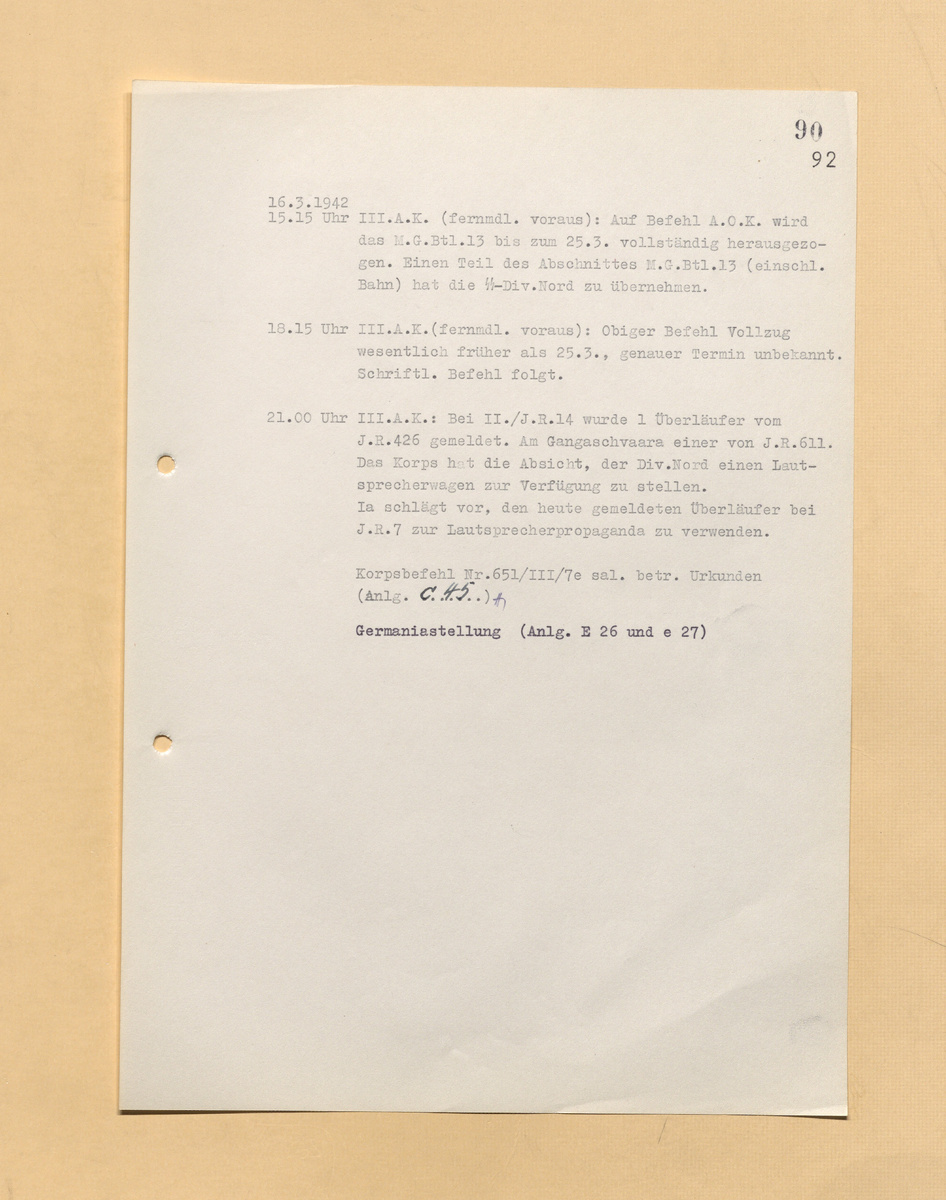 90
92
16.3.1942
15.15 Uhr III.A.K. (fernmdl. voraus): Auf Befehl A.O.K. wird
das M.G.Btl.13 bis zum 25.3. vollständig herausgezo-
gen. Einen Teil des Abschnittes M.G.Btl.13 (einschl.
Bahn) hat die ᛋᛋ-Div.Nord zu übernehmen.
18.15 Uhr III.A.K.(fernmdl. voraus): Obiger Befehl Vollzug
wesentlich früher als 25.3., genauer Termin unbekannt.
Schriftl. Befehl folgt.
21.00 Uhr III.A.K.: Bei II./J.R.14 wurde 1 Überläufer vom
J.R.426 gemeldet. Am Gangaschvaara einer von J.R.611.
Das Korps hat die Absicht, der Div.Nord einen Laut-
sprecherwagen zur Verfügung zu stellen.
Ia schlägt vor, den heute gemeldeten Überläufer bei
J.R.7 zur Lautsprecherpropaganda zu verwenden.
Korpsbefehl Nr.651/III/7e sal. betr. Urkunden
(Anlg. C.45..)
Germaniastellung (Anlg. E 26 und e 27)